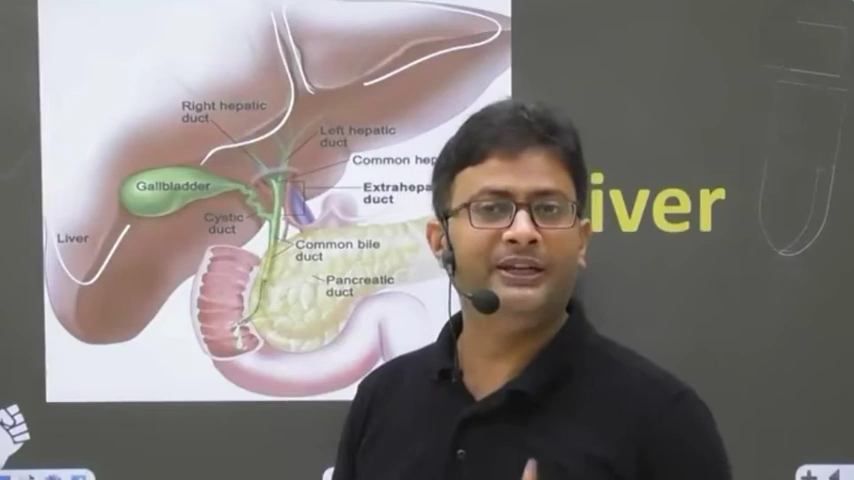 Right hepatic
duct
Left hepatic
duct
Common hep
Gallbladder
Extrahepa
duct
Cystic
duct
Liver
Common bile
duct
Pancreatic
duct
iver